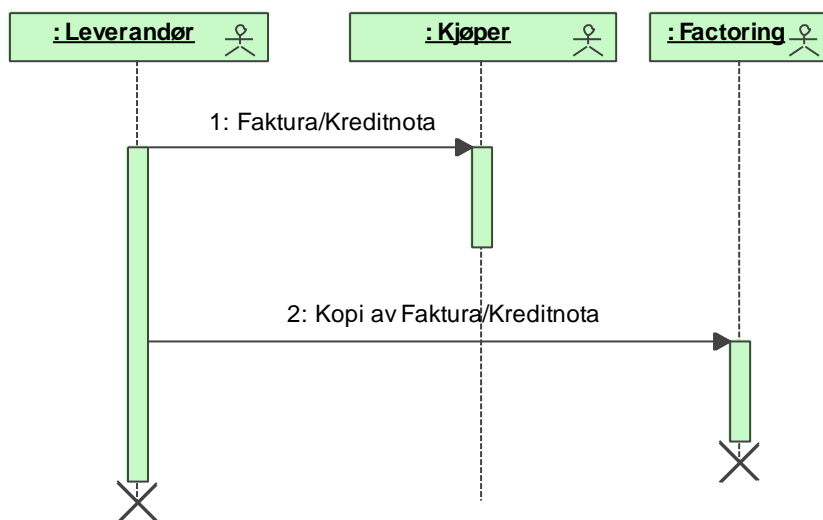 : Leverandør
: Kjøper
: Factoring
1: Faktura/Kreditnota
2: Kopi av Faktura/Kreditnota